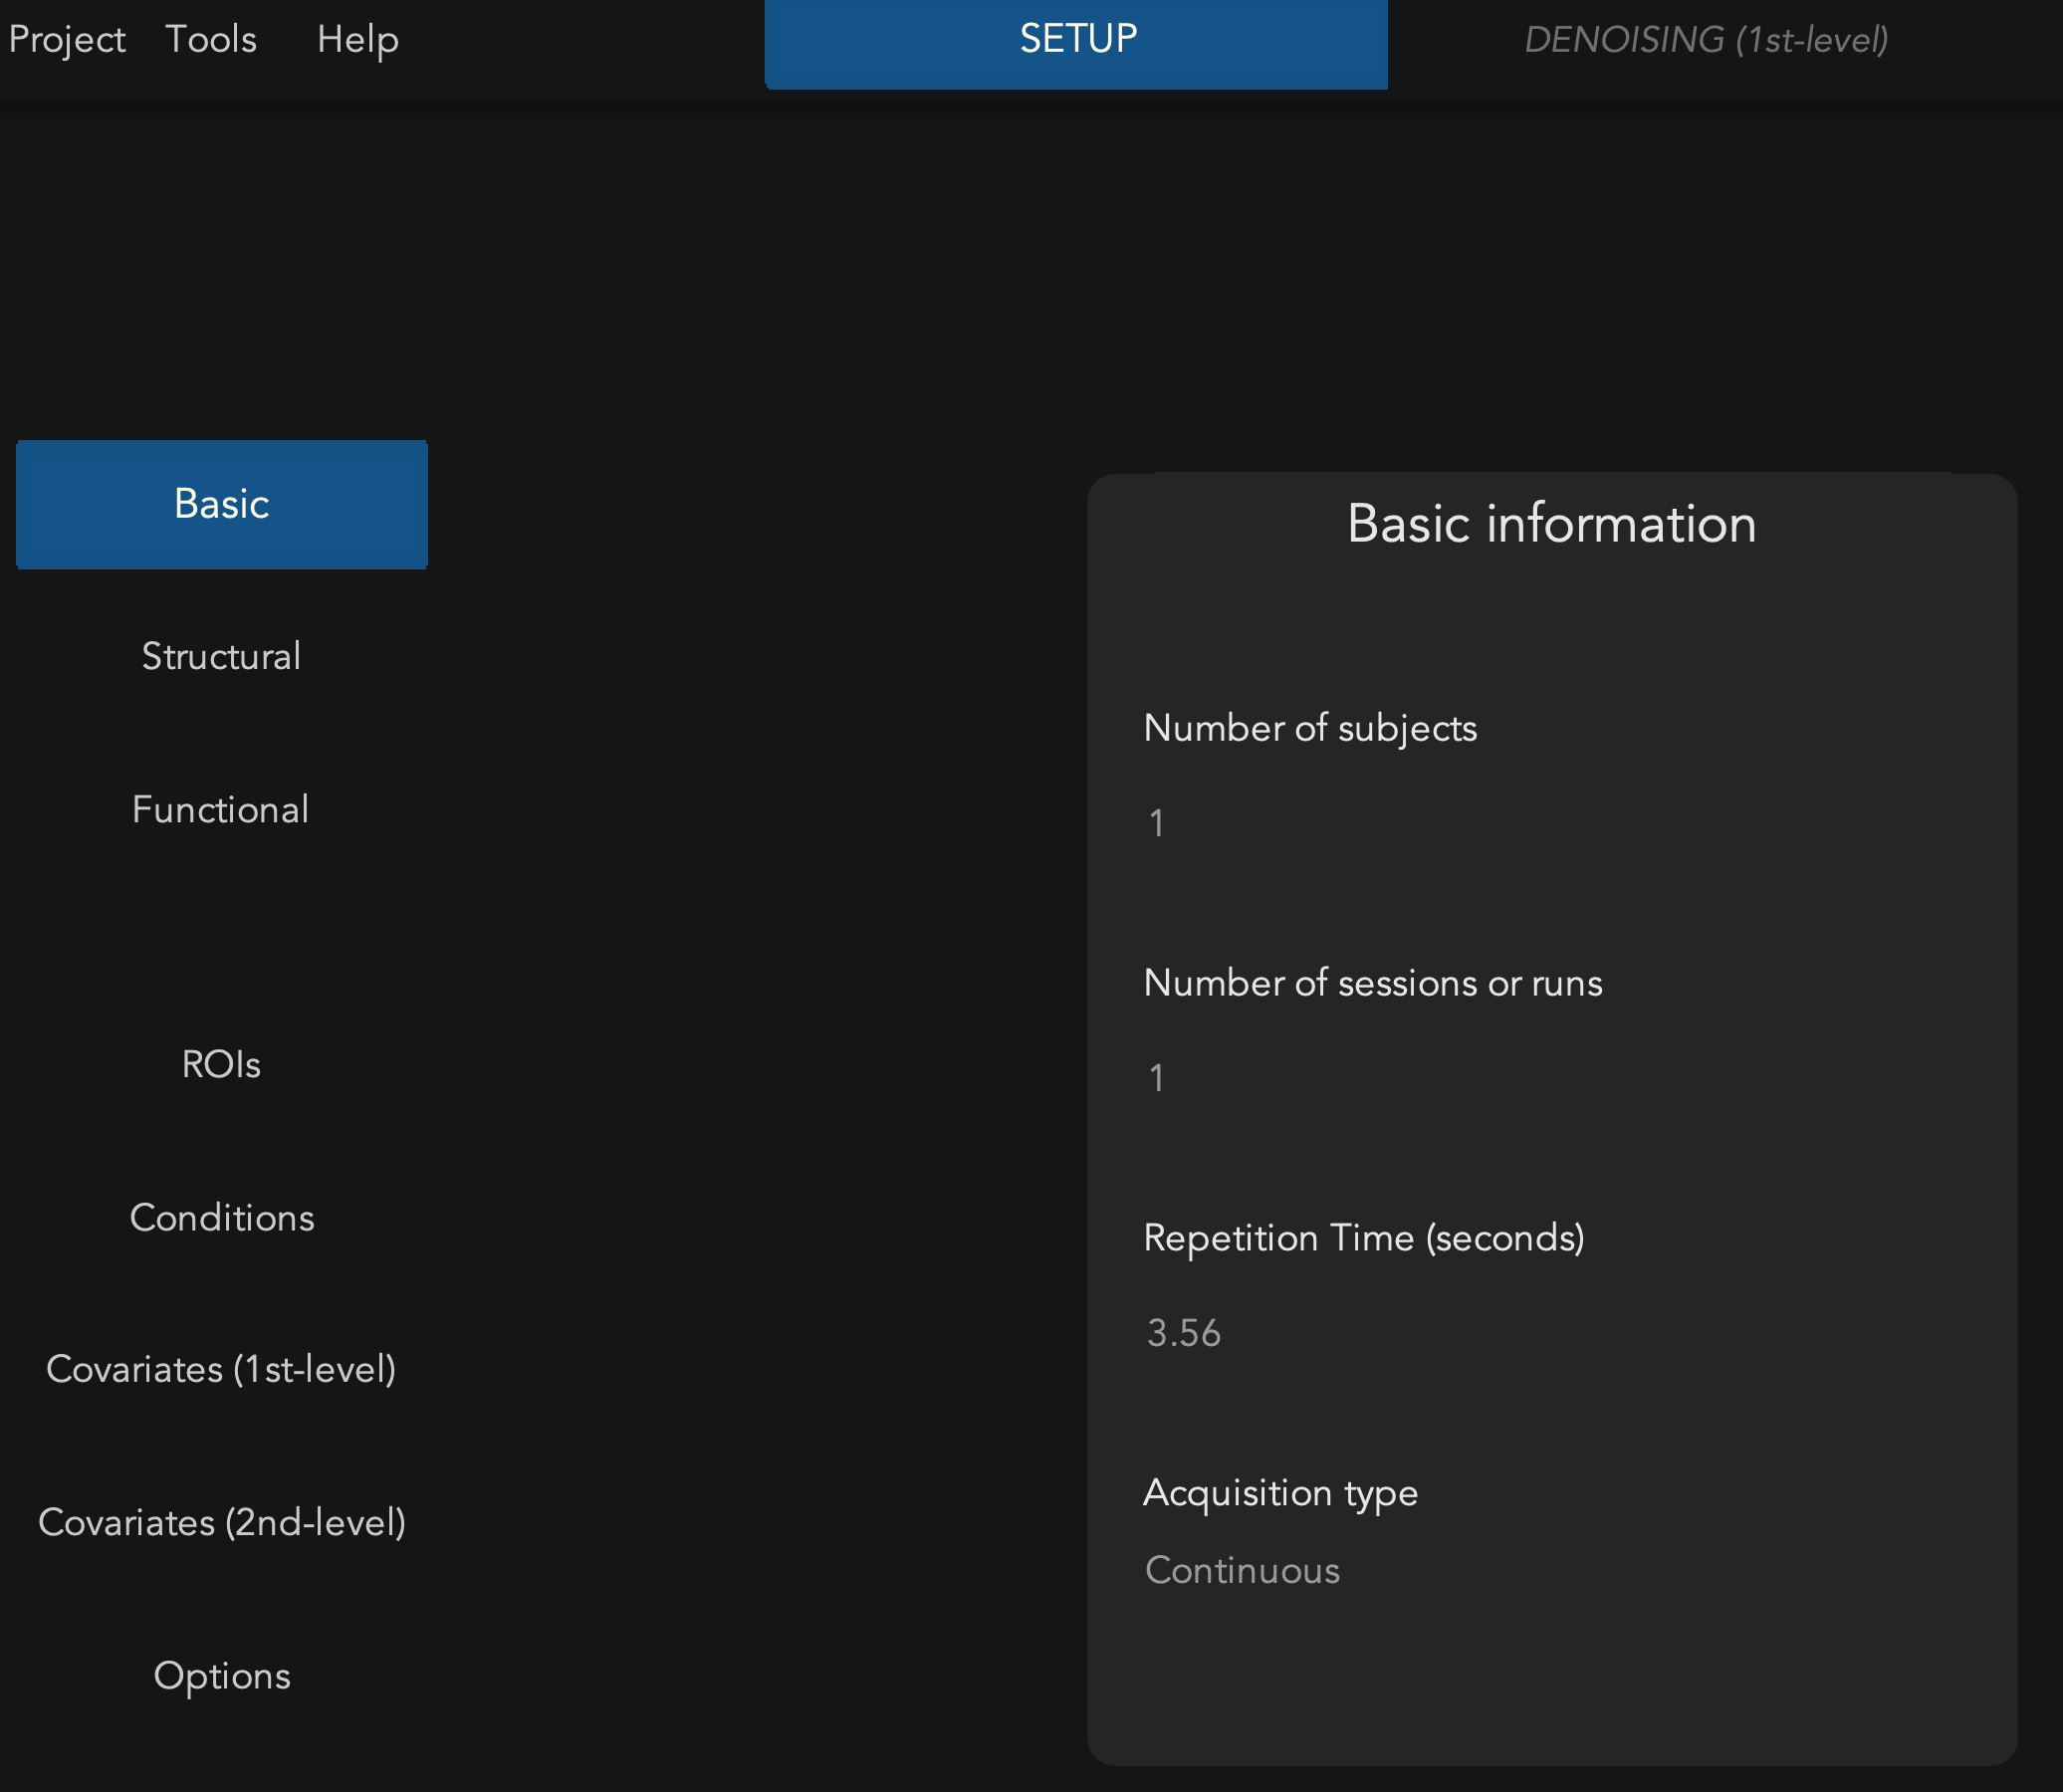 Project Tools Help SETUP DENOISING (1st-level)
Basic
Structural
Functional
ROIs
Conditions
Covariates (1st-level)
Covariates (2nd-level)
Options
Basic information
Number of subjects
1
Number of sessions or runs
1
Repetition Time (seconds)
3.56
Acquisition type
Continuous